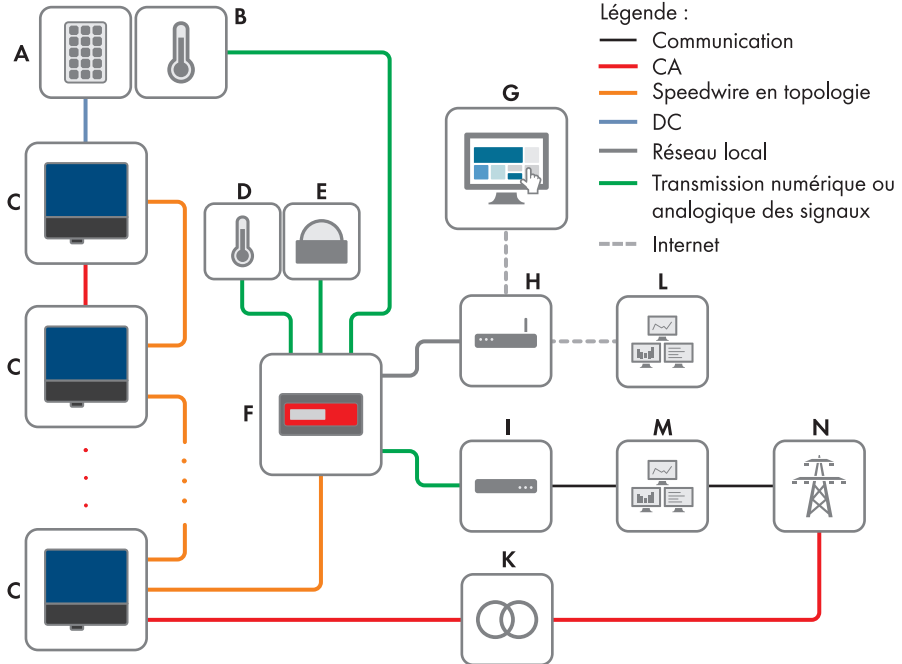 Légende :
Communication
CA
Speedwire en topologie
DC
Réseau local
Transmission numérique ou
analogique des signaux
Internet
A
B
G
C
D
E
H
L
C
F
I
M
N
K
C